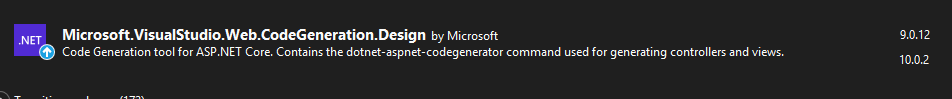 .NET
Microsoft.VisualStudio.Web.CodeGeneration.Design by Microsoft 9.0.12
Code Generation tool for ASP.NET Core. Contains the dotnet-aspnet-codegenerator command used for generating controllers and views.
10.0.2